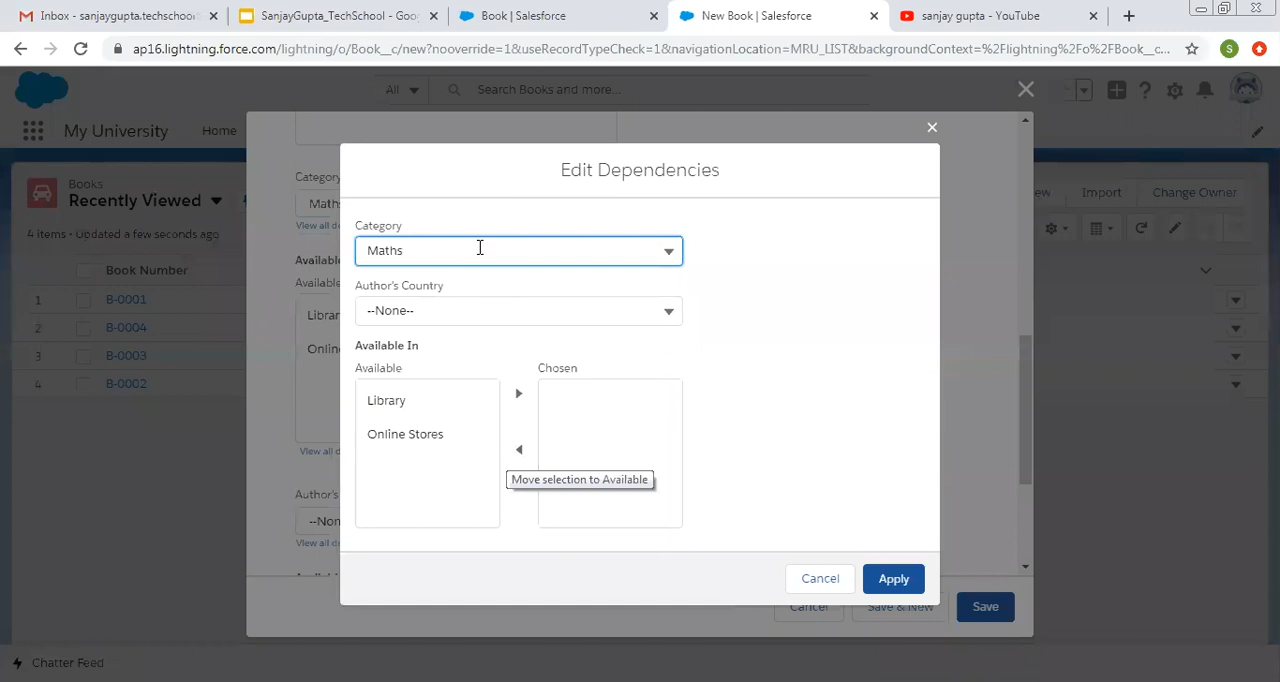 Inbox - sanjaygupta.techschool
SanjayGupta_TechSchool - Goo
Book | Salesforce
New Book | Salesforce
sanjay gupta - YouTube
ap16.lightning.force.com/lightning/o/Book__c/new?nooverride=1&useRecordTypeCheck=1&navigationLocation=MRU_LIST&backgroundContext=%2Flightning%2Fo%2FBook__c...
S
All
Search Books and more...
My University
Home
Books
Recently Viewed
Import
Change Owner
4 items • Updated a few seconds ago
Book Number
1 B-0001
2 B-0004
3 B-0003
4 B-0002
Category
Maths
View all d
Available
Available
Librar
Online
View all d
Author's
--Non
View all d
Edit Dependencies
Category
Maths
Author's Country
--None--
Available In
Available
Chosen
Library
Online Stores
Move selection to Available
Cancel
Apply
Cancel
Save & New
Save
Chatter Feed